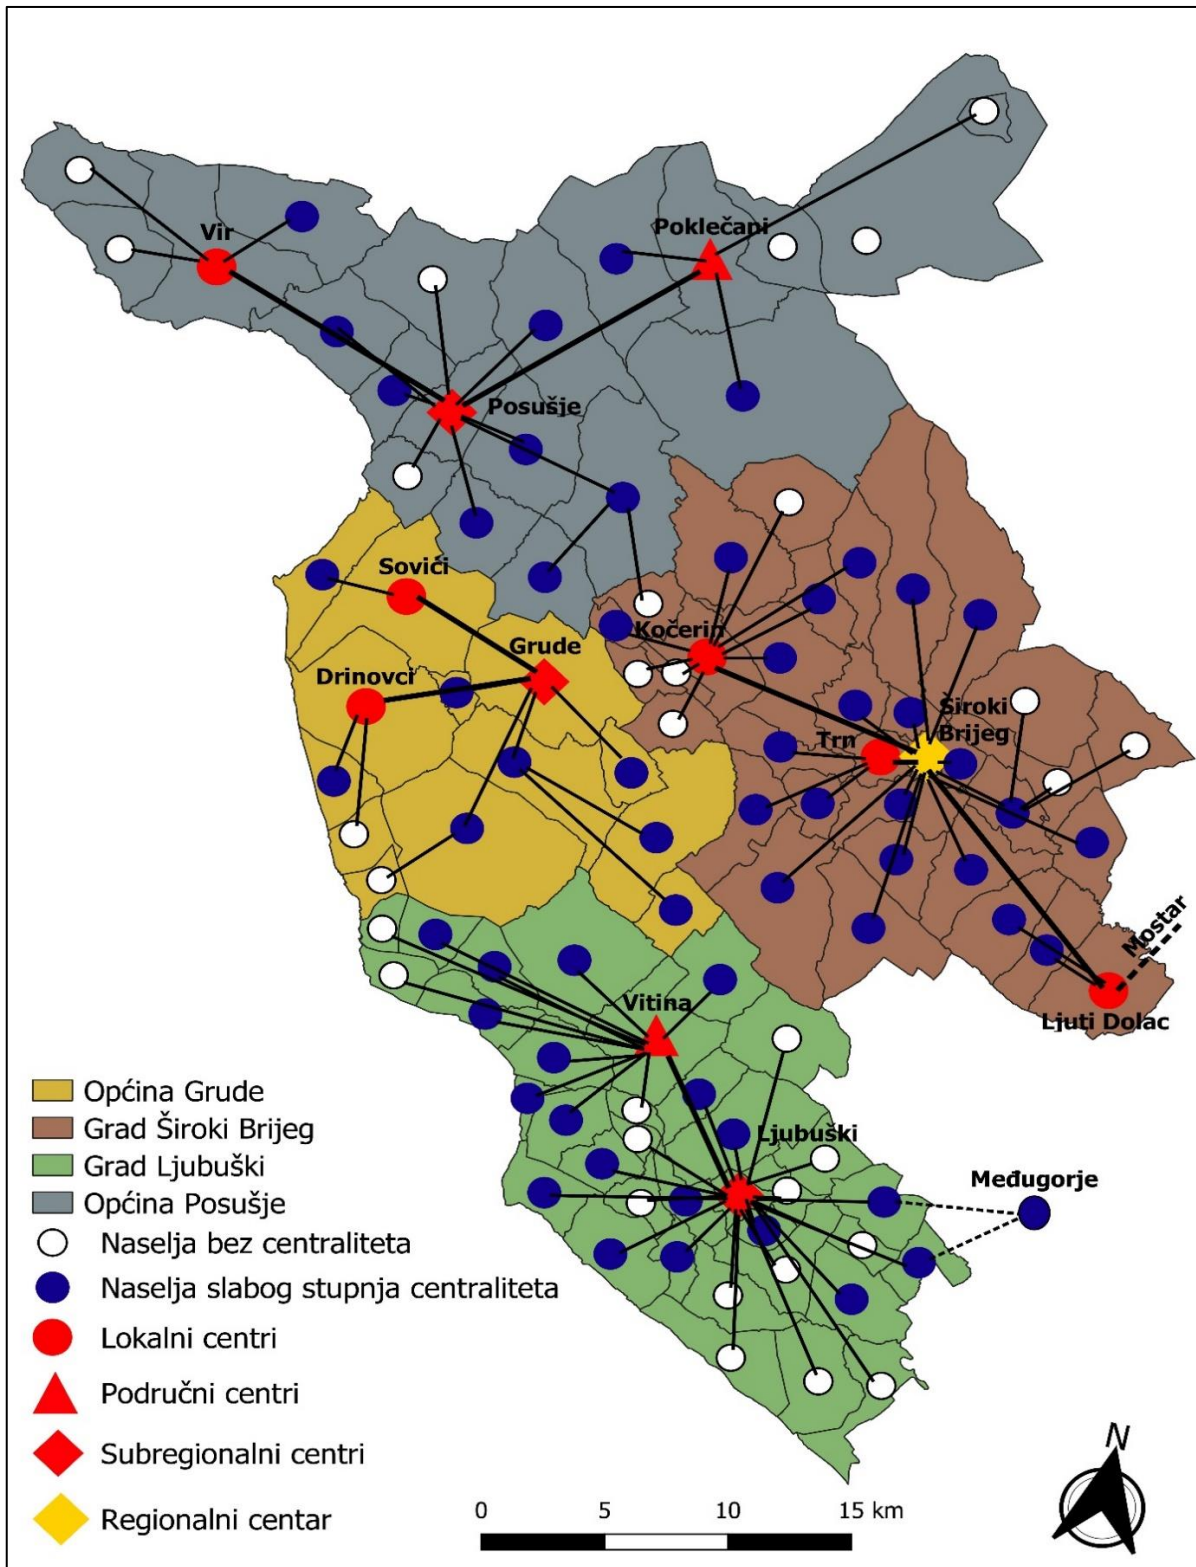 Vir
Poklečani
Posušje
Sovići
Kočerin
Grude
Drinovci
Široki
Brijeg
Trn
Mostar
Ljuti Dolac
Vitina
Ljubuški
Međugorje
Općina Grude
Grad Široki Brijeg
Grad Ljubuški
Općina Posušje
Naselja bez centraliteta
Naselja slabog stupnja centraliteta
Lokalni centri
Područni centri
Subregionalni centri
Regionalni centar
0 5 10 15 km
N